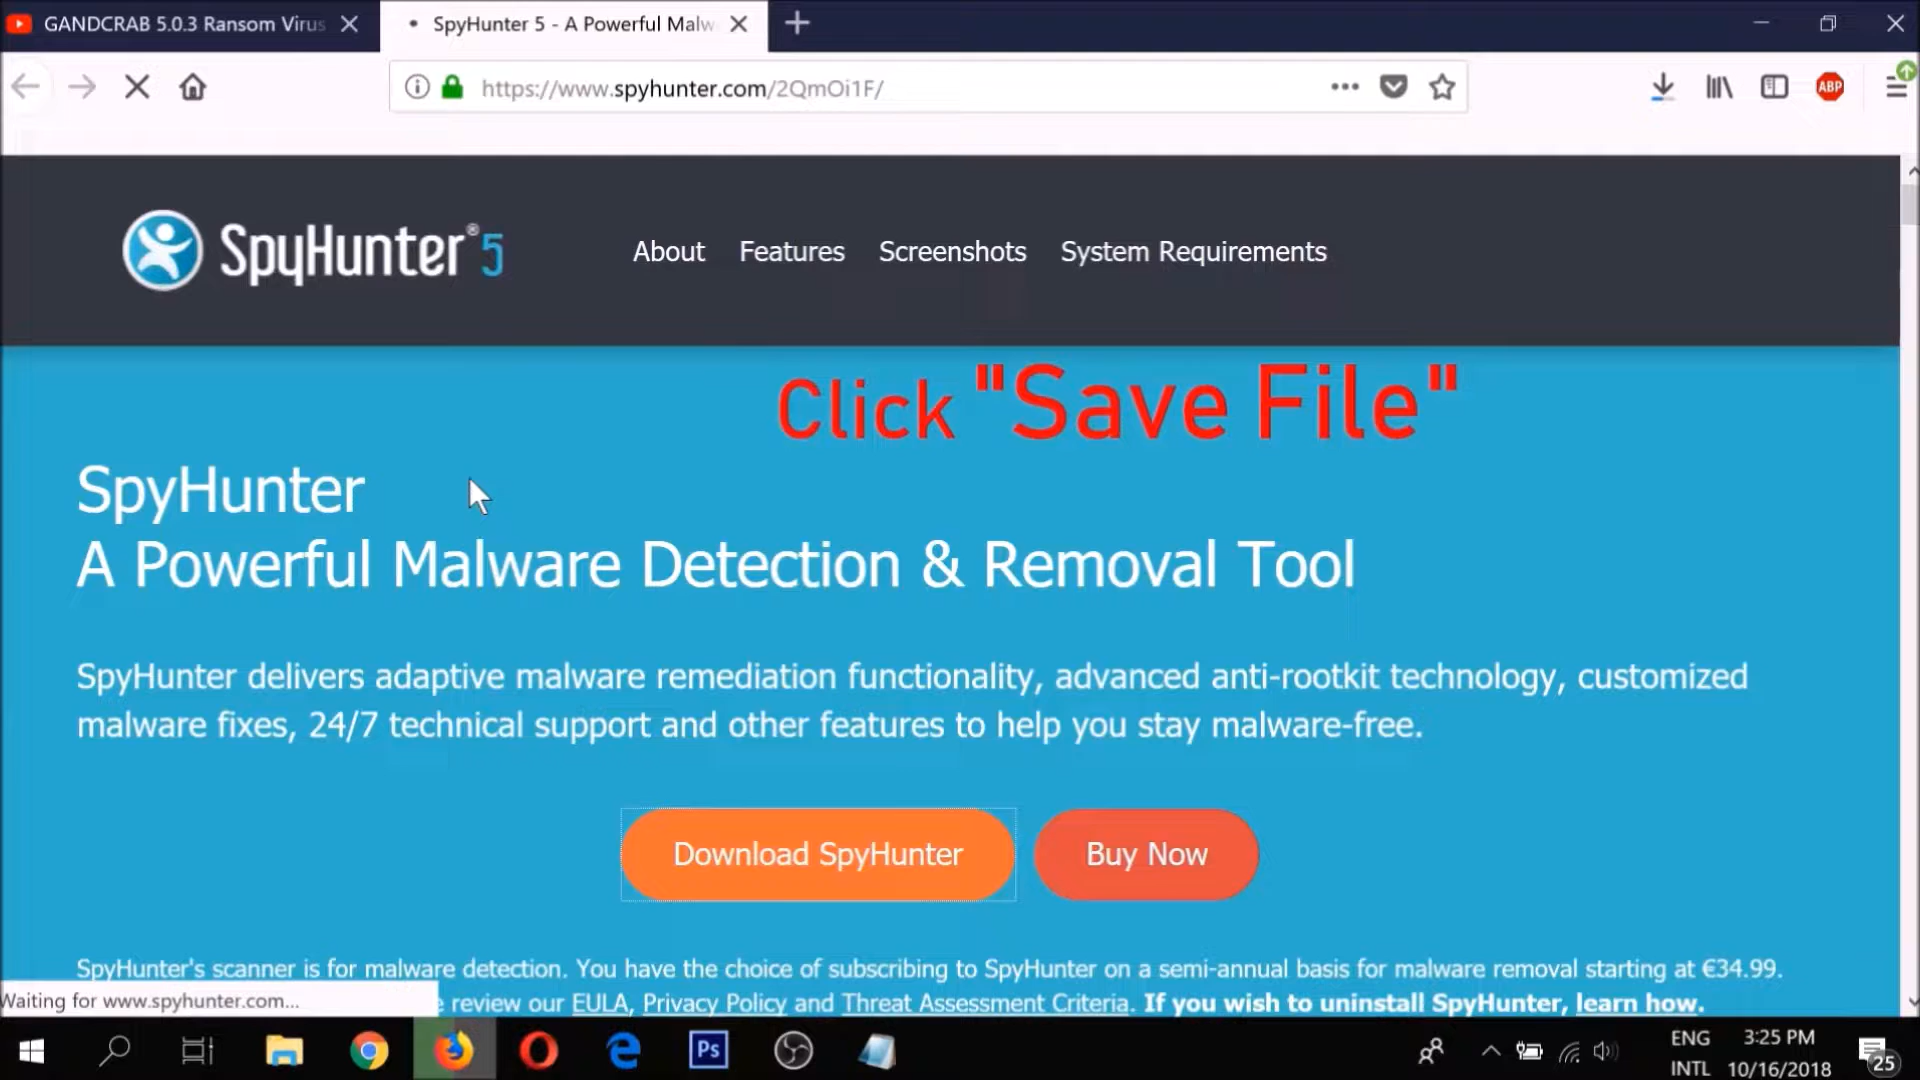 GANDCRAB 5.0.3 Ransom Virus
SpyHunter 5 - A Powerful Malw
https://www.spyhunter.com/2QmOi1F/
ABP
SpyHunter® 5
About Features Screenshots System Requirements
Click "Save File"
SpyHunter
A Powerful Malware Detection & Removal Tool
SpyHunter delivers adaptive malware remediation functionality, advanced anti-rootkit technology, customized
malware fixes, 24/7 technical support and other features to help you stay malware-free.
Download SpyHunter Buy Now
SpyHunter's scanner is for malware detection. You have the choice of subscribing to SpyHunter on a semi-annual basis for malware removal starting at €34.99.
Waiting for www.spyhunter.com...
e review our EULA, Privacy Policy and Threat Assessment Criteria. If you wish to uninstall SpyHunter, learn how.
Ps
ENG 3:25 PM
INTL 10/16/2018
25